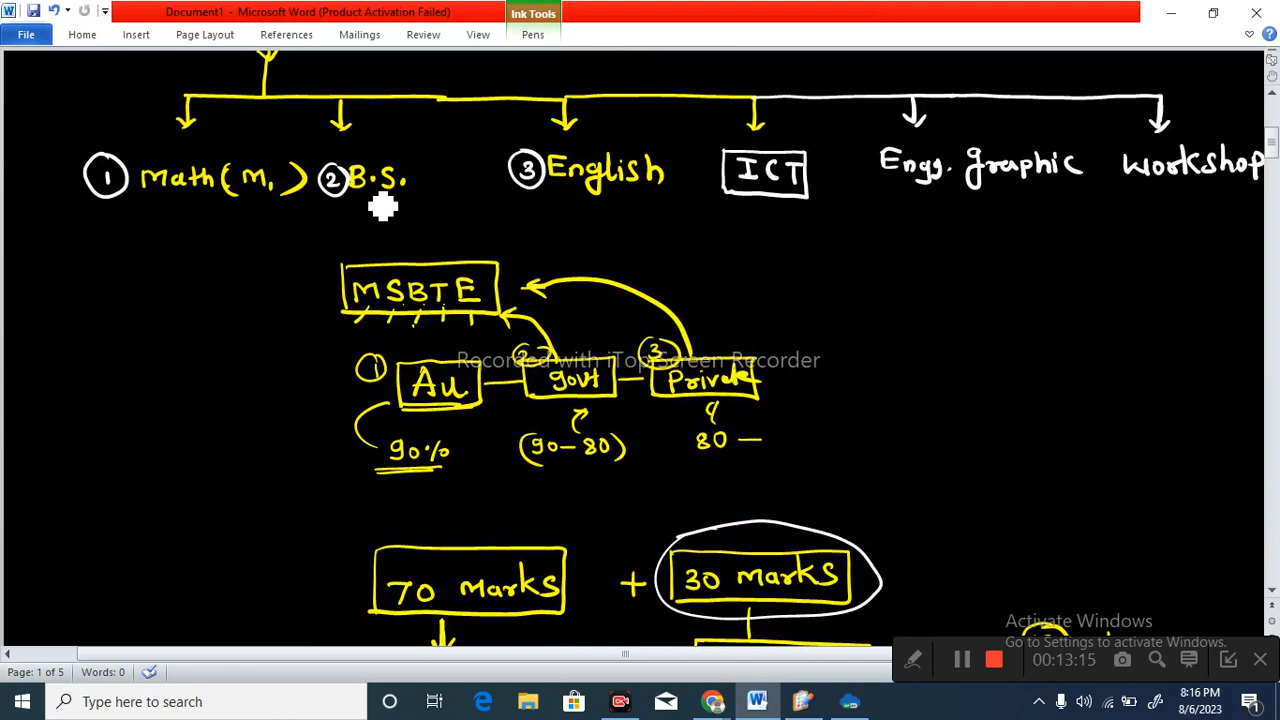 Document1 - Microsoft Word (Product Activation Failed)
Ink Tools
File Home Insert Page Layout References Mailings Review View Pens
1 Math (M1) 2 B.S. 3 English ICT Engg. graphic Workshop
MSBTE
Recorded with iTop Screen Recorder
1 Au 2 govt 3 Private
90% (90-80) 80 —
70 Marks + 30 marks
Activate Windows
Go to Settings to activate Windows.
00:13:15
Page: 1 of 5 Words: 0
Type here to search
8:16 PM
8/6/2023